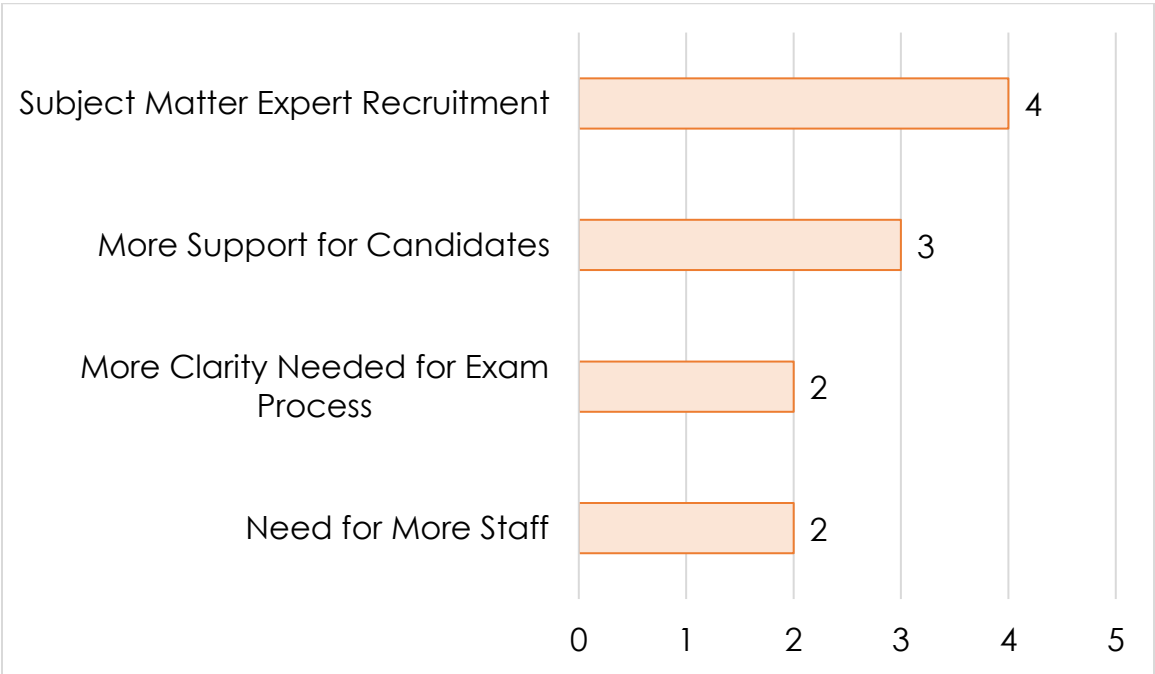 Subject Matter Expert Recruitment
4
More Support for Candidates
3
More Clarity Needed for Exam
Process
2
Need for More Staff
2
0 1 2 3 4 5